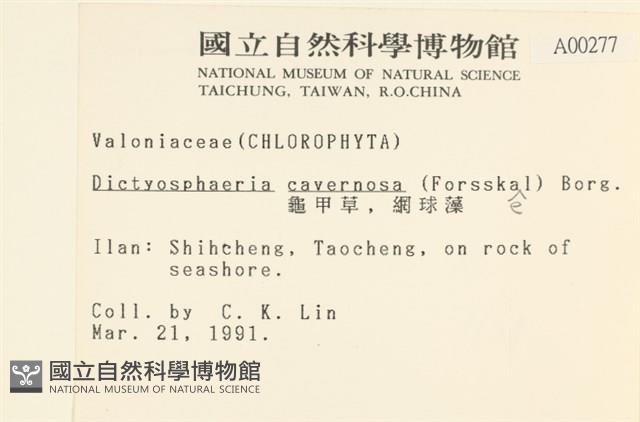 國立自然科學博物館
A00277
NATIONAL MUSEUM OF NATURAL SCIENCE
TAICHUNG, TAIWAN, R.O.CHINA
Valoniaceae(CHLOROPHYTA)
Dictyosphaeria cavernosa (Forsskal) Borg.
龜甲草,網球藻
Ilan: Shihcheng, Taocheng, on rock of
seashore.
Coll. by C. K. Lin
Mar. 21, 1991.
國立自然科學博物館
NATIONAL MUSEUM OF NATURAL SCIENCE